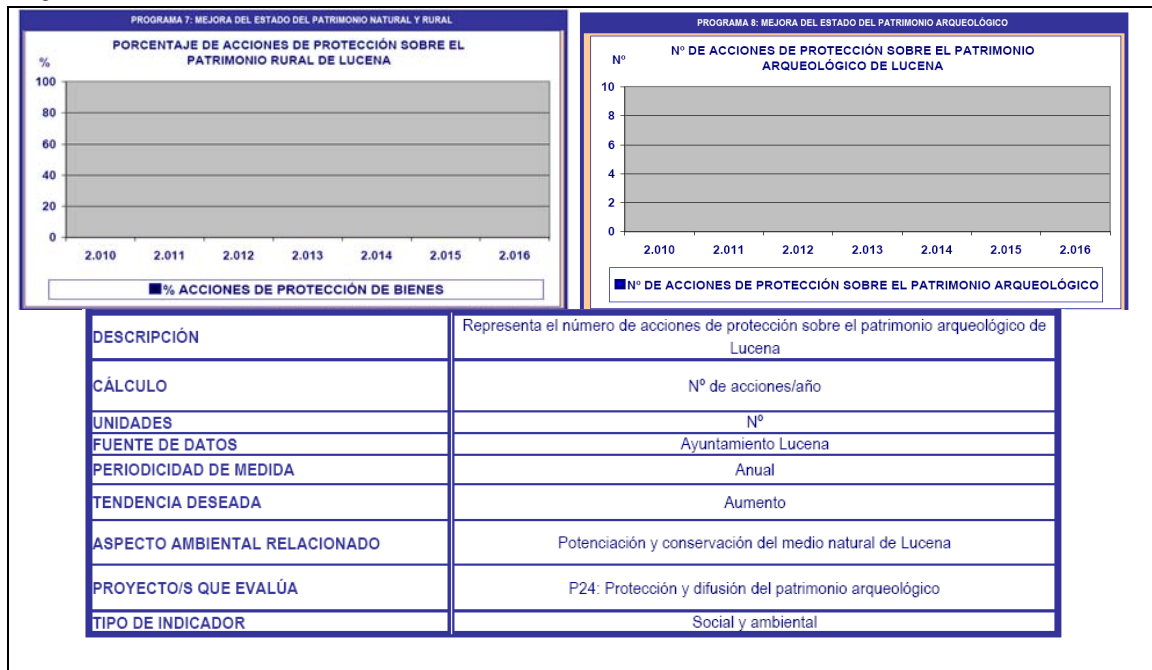 PROGRAMA 7: MEJORA DEL ESTADO DEL PATRIMONIO NATURAL Y RURAL
PORCENTAJE DE ACCIONES DE PROTECCIÓN SOBRE EL
PATRIMONIO RURAL DE LUCENA
%
100
80
60
40
20
0
2.010 2.011 2.012 2.013 2.014 2.015 2.016
% ACCIONES DE PROTECCIÓN DE BIENES
PROGRAMA 8: MEJORA DEL ESTADO DEL PATRIMONIO ARQUEOLÓGICO
Nº DE ACCIONES DE PROTECCIÓN SOBRE EL PATRIMONIO
ARQUEOLÓGICO DE LUCENA
Nº
10
8
6
4
2
0
2.010 2.011 2.012 2.013 2.014 2.015 2.016
Nº DE ACCIONES DE PROTECCIÓN SOBRE EL PATRIMONIO ARQUEOLÓGICO
DESCRIPCIÓN
Representa el número de acciones de protección sobre el patrimonio arqueológico de
Lucena
CÁLCULO
Nº de acciones/año
UNIDADES
Nº
FUENTE DE DATOS
Ayuntamiento Lucena
PERIODICIDAD DE MEDIDA
Anual
TENDENCIA DESEADA
Aumento
ASPECTO AMBIENTAL RELACIONADO
Potenciación y conservación del medio natural de Lucena
PROYECTO/S QUE EVALÚA
P24: Protección y difusión del patrimonio arqueológico
TIPO DE INDICADOR
Social y ambiental